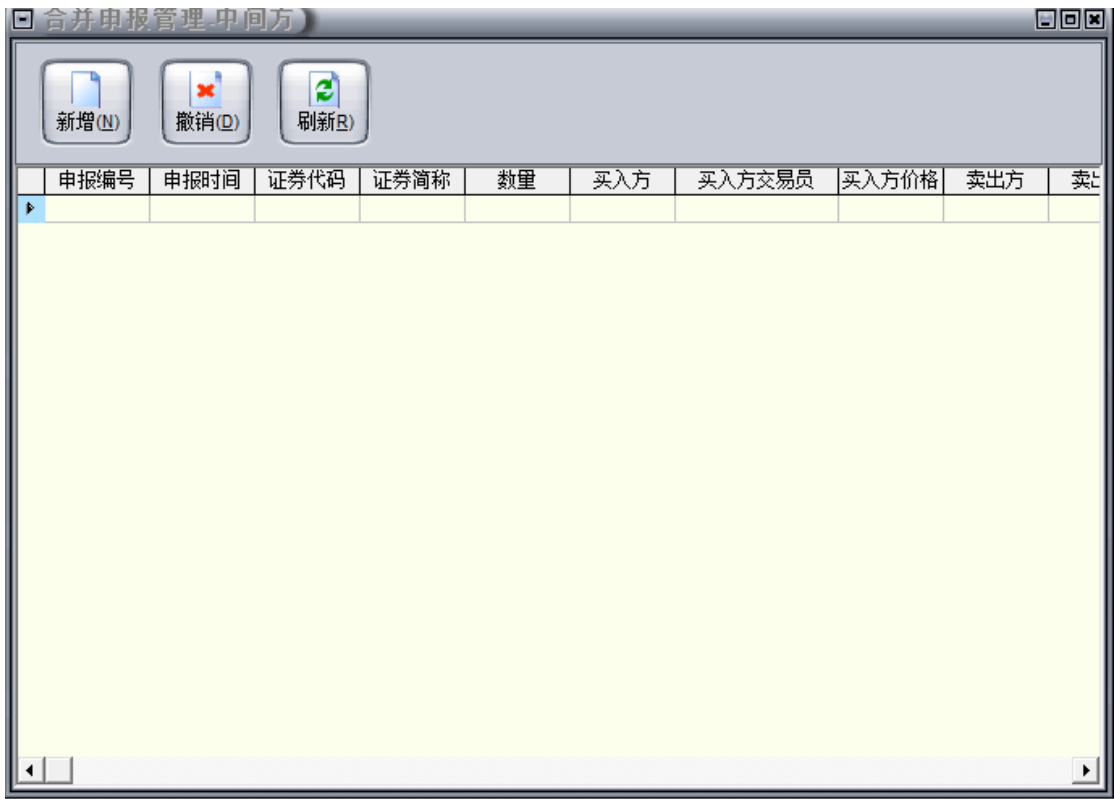 合并申报管理-中间方
新增(N) 撤销(D) 刷新R)
申报编号 申报时间 证券代码 证券简称 数量 买入方 买入方交易员 买入方价格 卖出方 卖